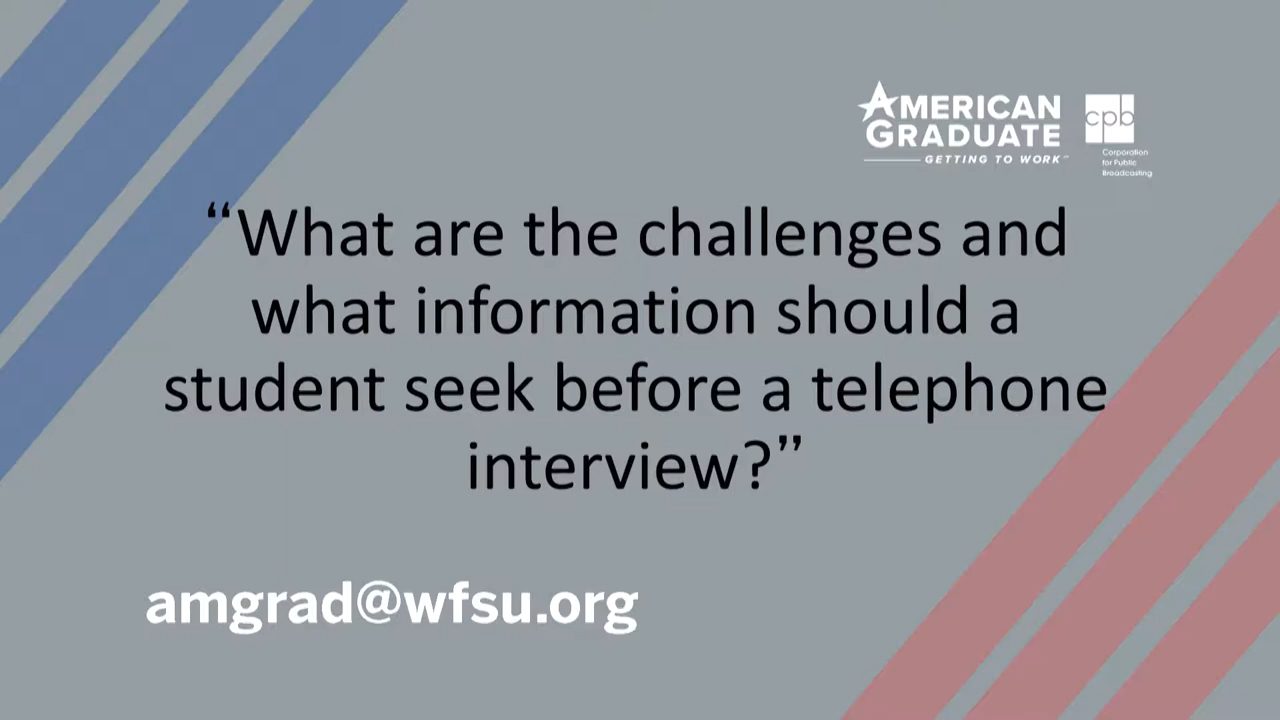 AMERICAN
GRADUATE
GETTING TO WORK™
cpb
Corporation
for Public
Broadcasting
“What are the challenges and
what information should a
student seek before a telephone
interview?”
amgrad@wfsu.org